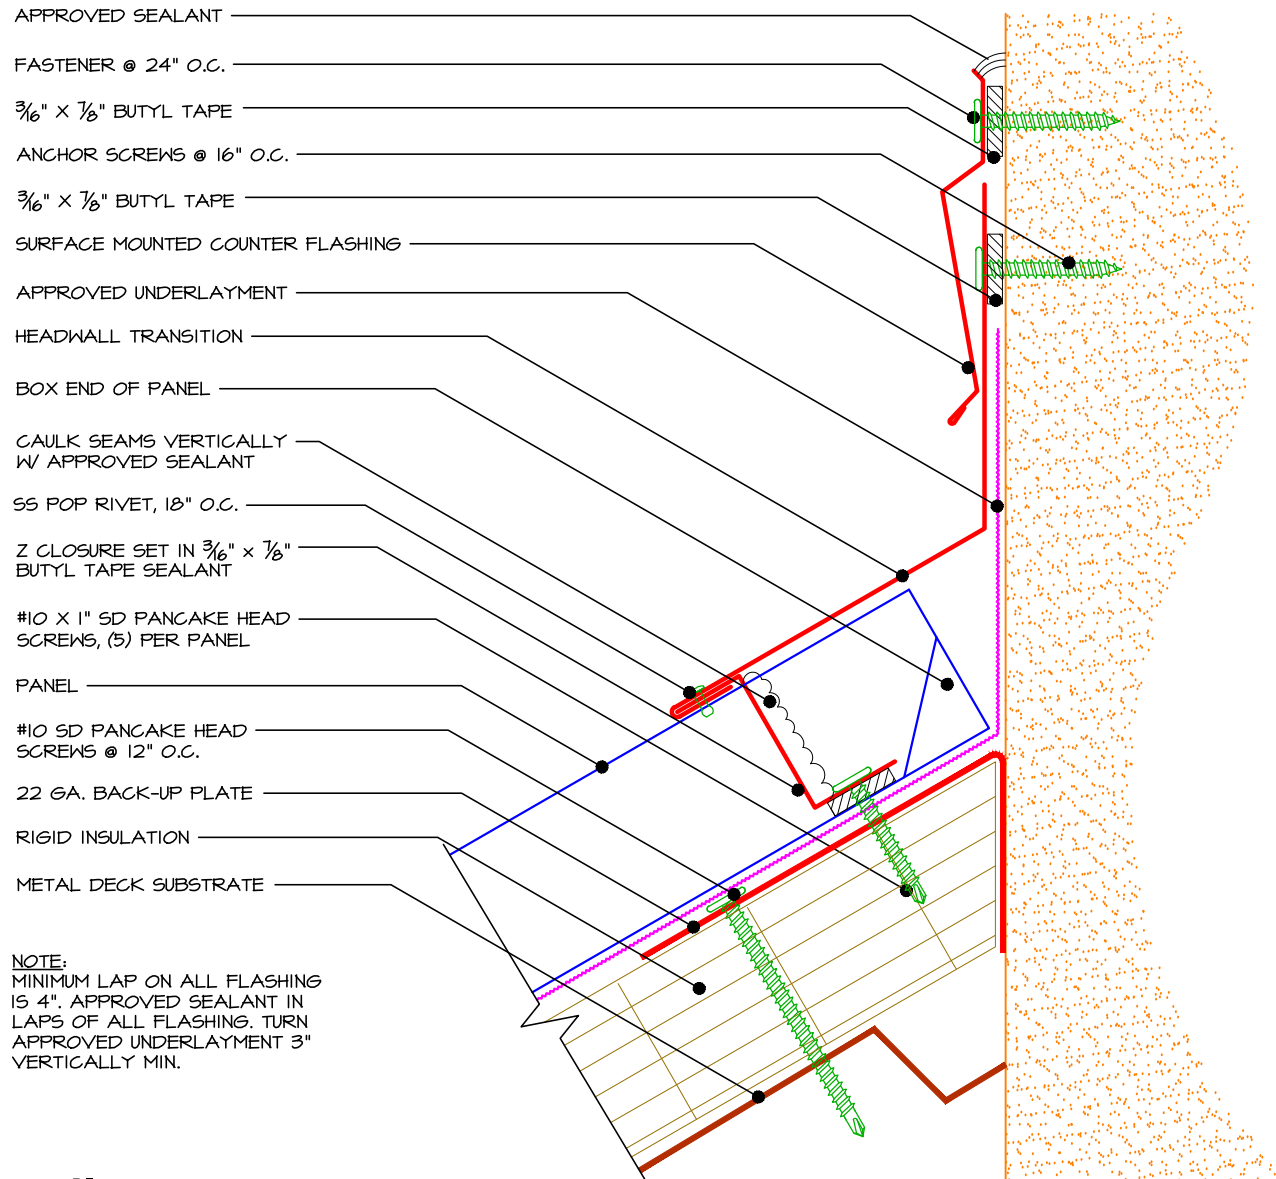 APPROVED SEALANT
FASTENER @ 24" O.C.
3/16" X 7/8" BUTYL TAPE
ANCHOR SCREWS @ 16" O.C.
3/16" X 7/8" BUTYL TAPE
SURFACE MOUNTED COUNTER FLASHING
APPROVED UNDERLAYMENT
HEADWALL TRANSITION
BOX END OF PANEL
CAULK SEAMS VERTICALLY
W/ APPROVED SEALANT
SS POP RIVET, 18" O.C.
Z CLOSURE SET IN 3/16" X 7/8"
BUTYL TAPE SEALANT
#10 X 1" SD PANCAKE HEAD
SCREWS, (5) PER PANEL
PANEL
#10 SD PANCAKE HEAD
SCREWS @ 12" O.C.
22 GA. BACK-UP PLATE
RIGID INSULATION
METAL DECK SUBSTRATE
NOTE:
MINIMUM LAP ON ALL FLASHING
IS 4". APPROVED SEALANT IN
LAPS OF ALL FLASHING. TURN
APPROVED UNDERLAYMENT 3"
VERTICALLY MIN.